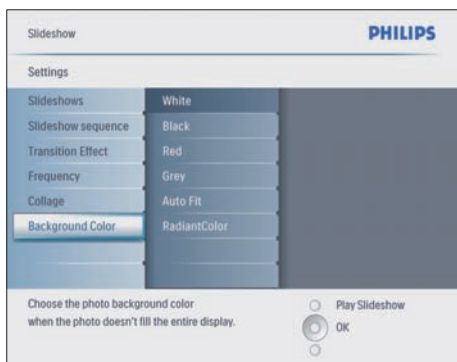 Slideshow
PHILIPS
Settings
Slideshows
Slideshow sequence
Transition Effect
Frequency
Collage
Background Color
White
Black
Red
Grey
Auto Fit
RadiantColor
Choose the photo background color
when the photo doesn't fill the entire display.
Play Slideshow
OK